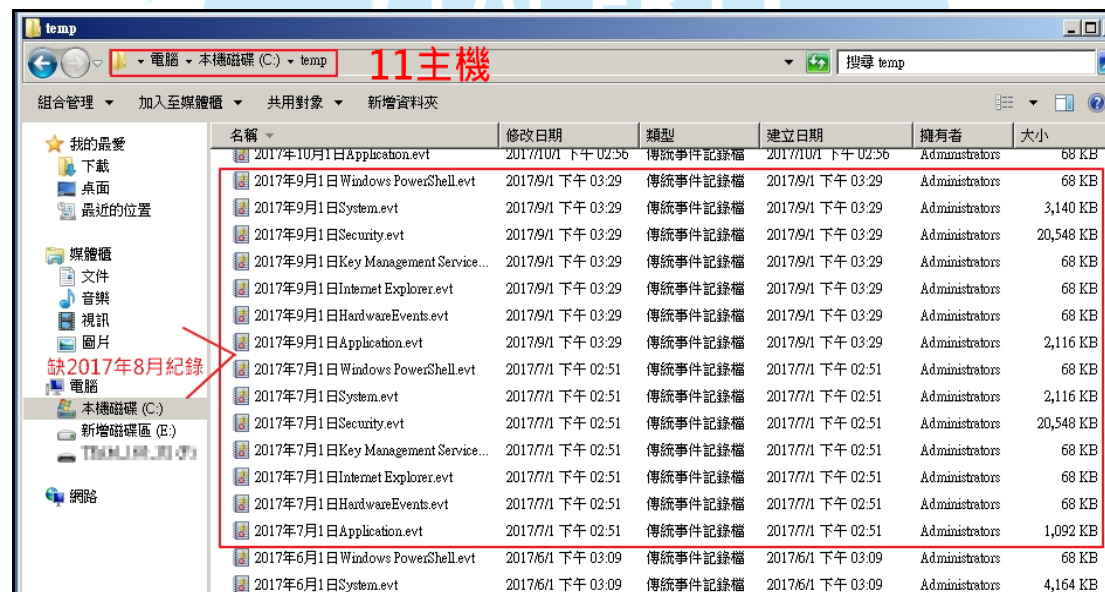 temp
電腦 本機磁碟 (C:) temp
11主機
搜尋 temp
組合管理 加入至媒體櫃 共用對象 新增資料夾
名稱 修改日期 類型 建立日期 擁有者 大小
2017年10月1日Application.evt 2017/10/1 下午 02:56 傳統事件記錄檔 2017/10/1 下午 02:56 Administrators 68 KB
2017年9月1日Windows PowerShell.evt 2017/9/1 下午 03:29 傳統事件記錄檔 2017/9/1 下午 03:29 Administrators 68 KB
2017年9月1日System.evt 2017/9/1 下午 03:29 傳統事件記錄檔 2017/9/1 下午 03:29 Administrators 3,140 KB
2017年9月1日Security.evt 2017/9/1 下午 03:29 傳統事件記錄檔 2017/9/1 下午 03:29 Administrators 20,548 KB
2017年9月1日Key Management Service... 2017/9/1 下午 03:29 傳統事件記錄檔 2017/9/1 下午 03:29 Administrators 68 KB
2017年9月1日Internet Explorer.evt 2017/9/1 下午 03:29 傳統事件記錄檔 2017/9/1 下午 03:29 Administrators 68 KB
2017年9月1日HardwareEvents.evt 2017/9/1 下午 03:29 傳統事件記錄檔 2017/9/1 下午 03:29 Administrators 68 KB
2017年9月1日Application.evt 2017/9/1 下午 03:29 傳統事件記錄檔 2017/9/1 下午 03:29 Administrators 2,116 KB
2017年7月1日Windows PowerShell.evt 2017/7/1 下午 02:51 傳統事件記錄檔 2017/7/1 下午 02:51 Administrators 68 KB
2017年7月1日System.evt 2017/7/1 下午 02:51 傳統事件記錄檔 2017/7/1 下午 02:51 Administrators 2,116 KB
2017年7月1日Security.evt 2017/7/1 下午 02:51 傳統事件記錄檔 2017/7/1 下午 02:51 Administrators 20,548 KB
2017年7月1日Key Management Service... 2017/7/1 下午 02:51 傳統事件記錄檔 2017/7/1 下午 02:51 Administrators 68 KB
2017年7月1日Internet Explorer.evt 2017/7/1 下午 02:51 傳統事件記錄檔 2017/7/1 下午 02:51 Administrators 68 KB
2017年7月1日HardwareEvents.evt 2017/7/1 下午 02:51 傳統事件記錄檔 2017/7/1 下午 02:51 Administrators 68 KB
2017年7月1日Application.evt 2017/7/1 下午 02:51 傳統事件記錄檔 2017/7/1 下午 02:51 Administrators 1,092 KB
2017年6月1日Windows PowerShell.evt 2017/6/1 下午 03:09 傳統事件記錄檔 2017/6/1 下午 03:09 Administrators 68 KB
2017年6月1日System.evt 2017/6/1 下午 03:09 傳統事件記錄檔 2017/6/1 下午 03:09 Administrators 4,164 KB
我的最愛
下載
桌面
最近的位置
媒體櫃
文件
音樂
視訊
圖片
缺2017年8月紀錄
電腦
本機磁碟 (C:)
新增磁碟區 (E:)
網路